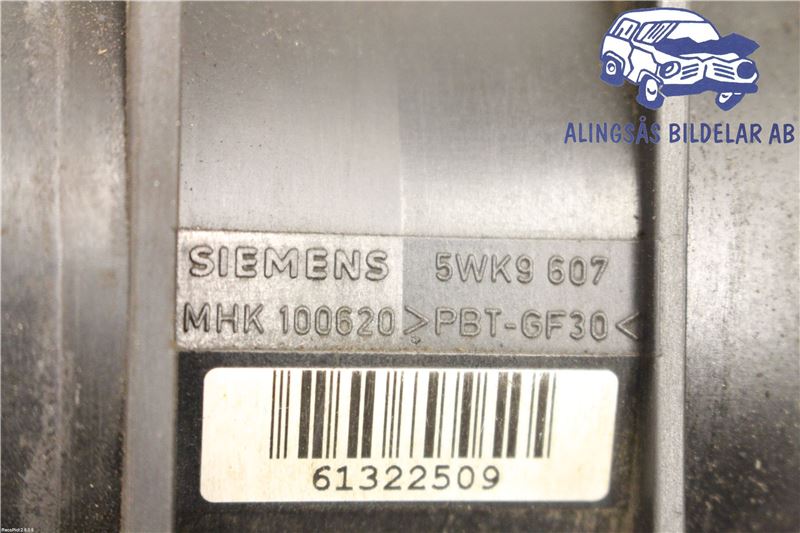 ALINGSÅS BILDELAR AB
SIEMENS 5WK9 607
MHK 100620 >PBT-GF30<
61322509